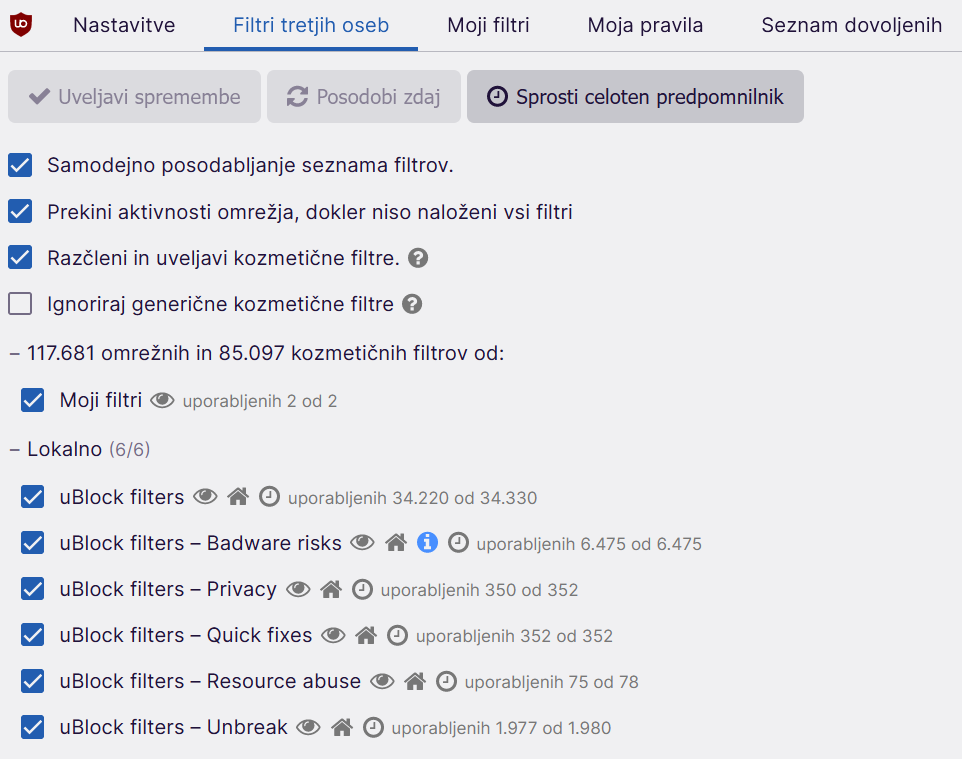 Nastavitve Filtri tretjih oseb Moji filtri Moja pravila Seznam dovoljenih
Uveljavi spremembe Posodobi zdaj Sprosti celoten predpomnilnik
Samodejno posodabljanje seznama filtrov.
Prekini aktivnosti omrežja, dokler niso naloženi vsi filtri
Razčleni in uveljavi kozmetične filtre.
Ignoriraj generične kozmetične filtre
– 117.681 omrežnih in 85.097 kozmetičnih filtrov od:
Moji filtri uporabljenih 2 od 2
– Lokalno (6/6)
uBlock filters uporabljenih 34.220 od 34.330
uBlock filters – Badware risks uporabljenih 6.475 od 6.475
uBlock filters – Privacy uporabljenih 350 od 352
uBlock filters – Quick fixes uporabljenih 352 od 352
uBlock filters – Resource abuse uporabljenih 75 od 78
uBlock filters – Unbreak uporabljenih 1.977 od 1.980